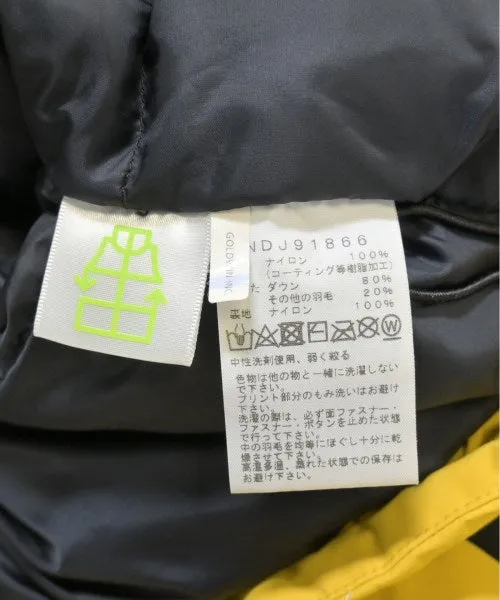 GOLDWINK
NDJ91866
ナイロン 100%
(コーティング等樹脂加工)
た ダウン 80%
その他の羽毛 20%
裏地 ナイロン 100%
W
中性洗剤使用、弱く絞る
色物は他の物と一緒に洗濯しない
で下さい。
プリント部分のもみ洗いはお避け
下さい。
洗濯の際は、必ず面ファスナー・
ファスナー・ボタンを止めた状態
で行って下さい。
中の羽毛を均等にほぐし十分に乾
燥させて下さい。
高温多湿、蒸れた状態での保存は
お避け下さい。